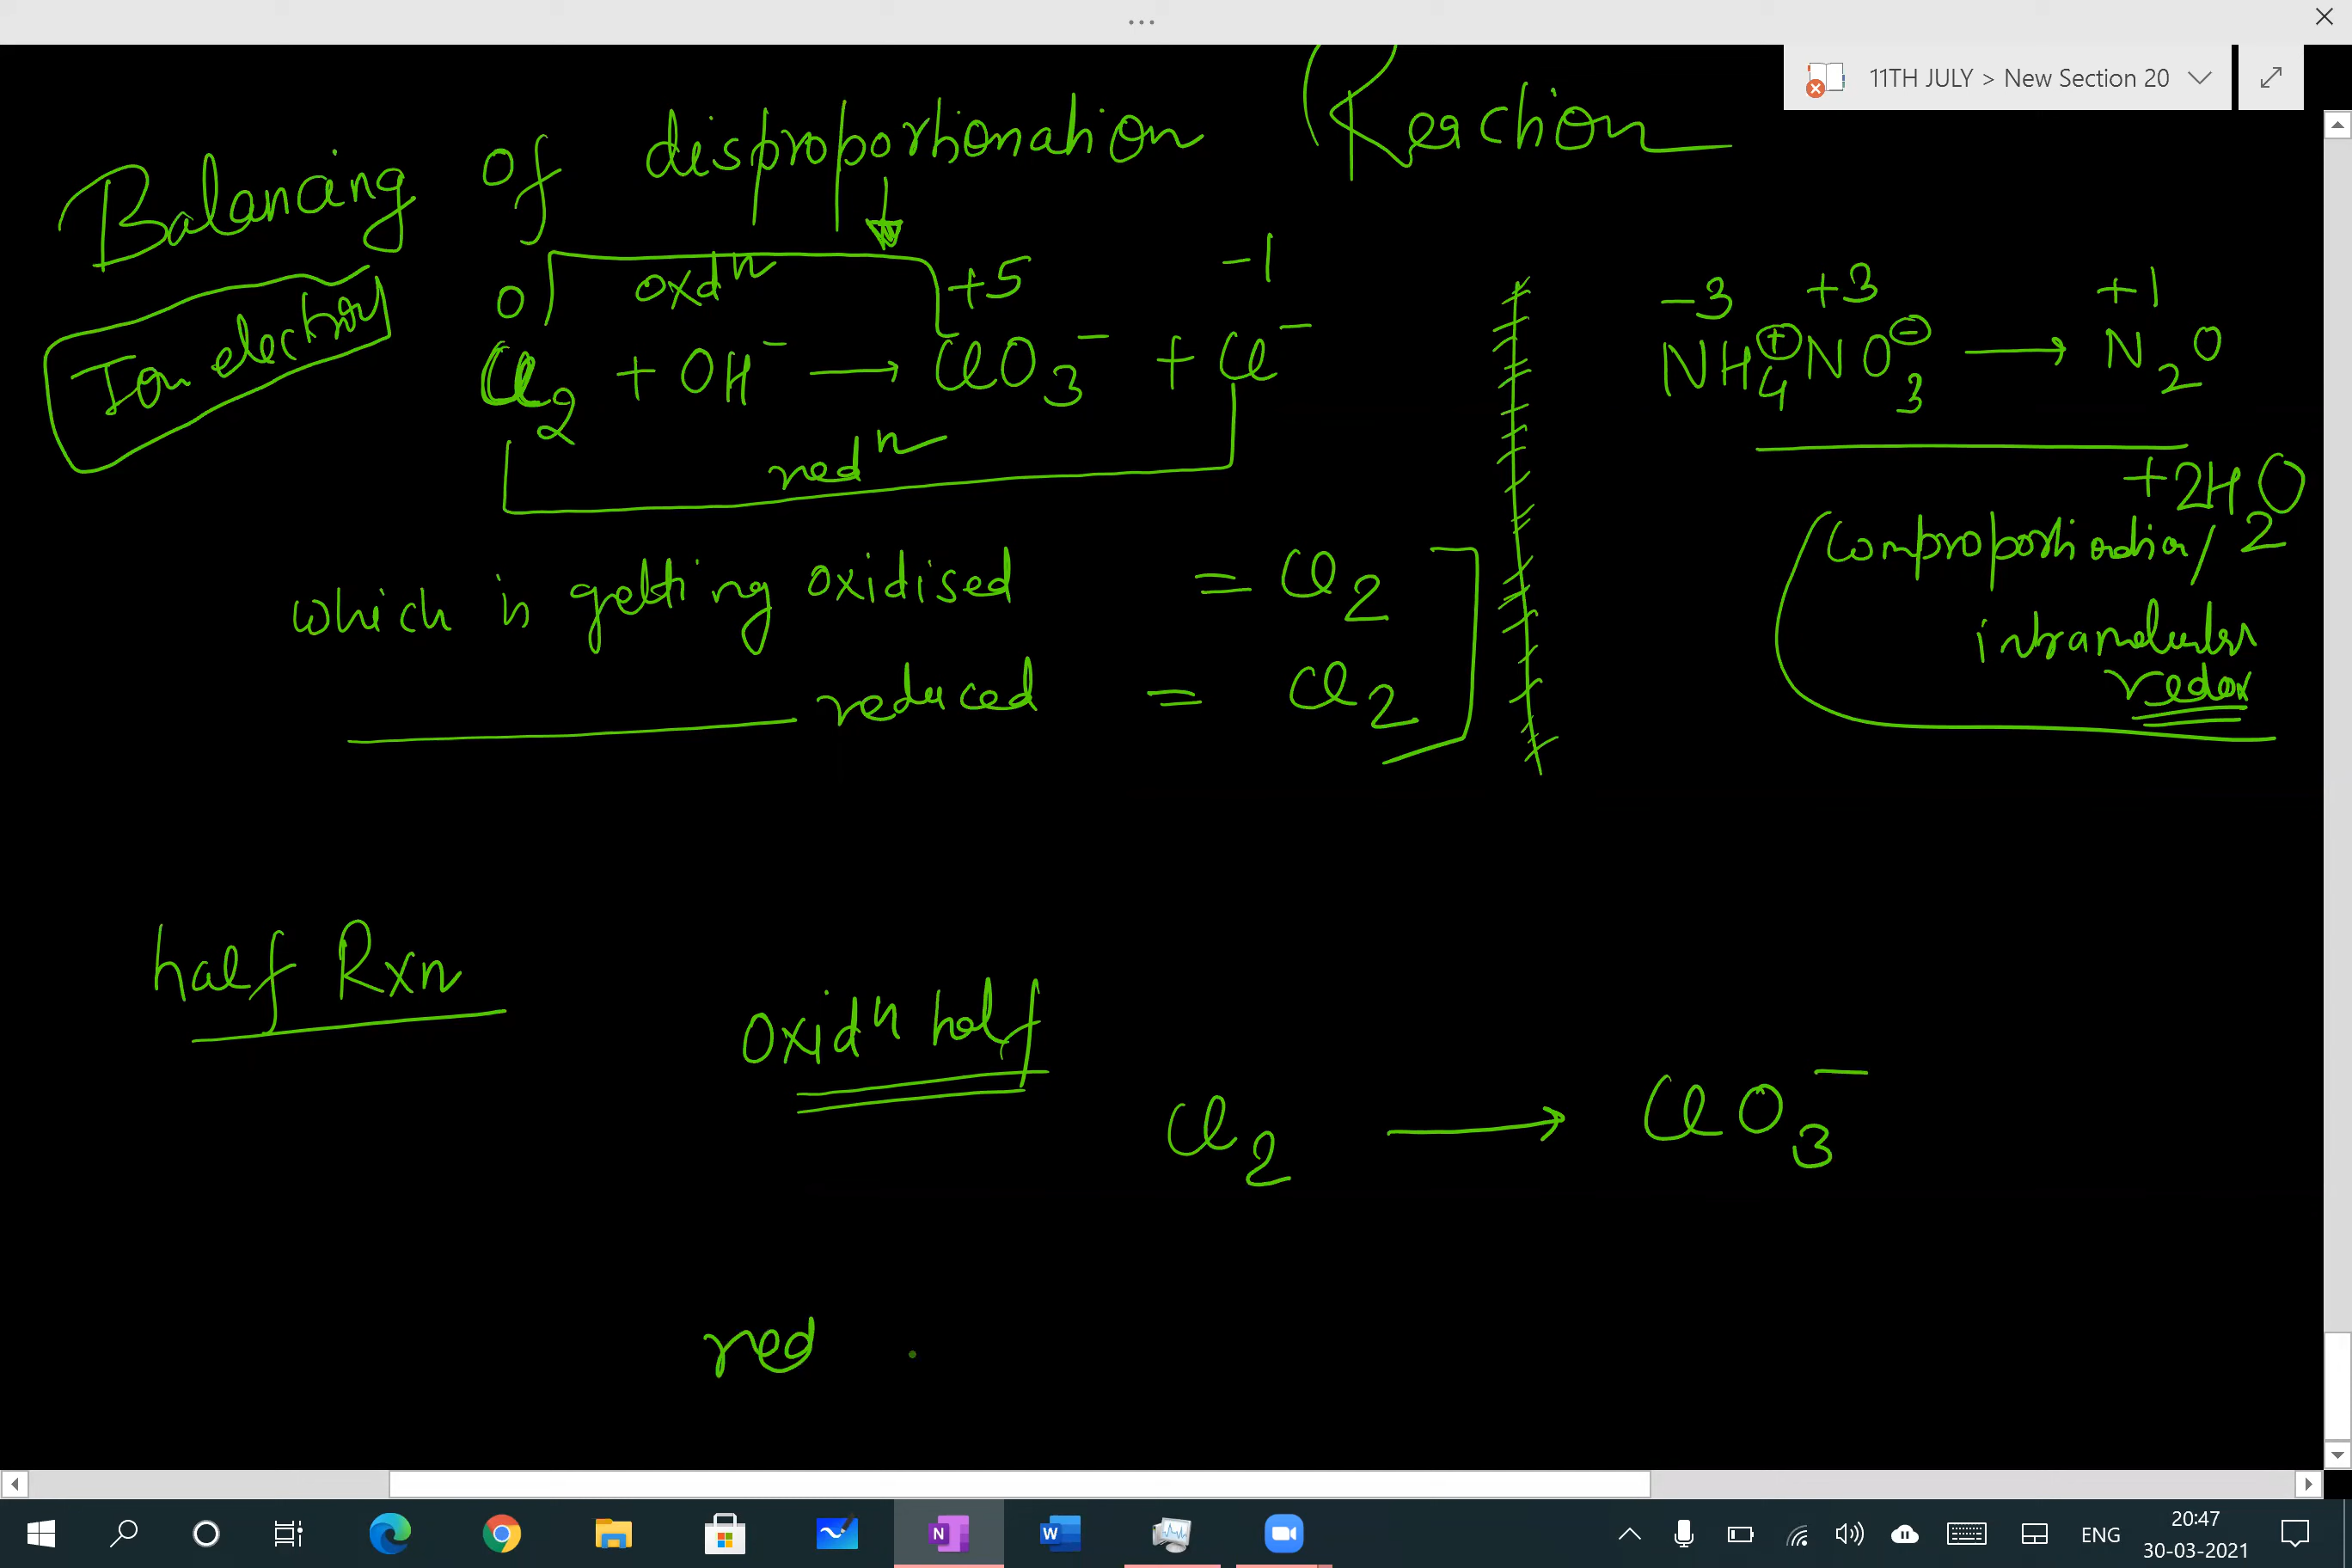 ...
11TH JULY > New Section 20
Balancing of disproportionation Reaction
Ion electron
0 oxdⁿ +5 -1
Cl₂ + OH⁻ → ClO₃⁻ + Cl⁻
redⁿ
-3 +3 +1
NH₄⁺NO₃⁻ → N₂O
+2H₂O
(comproportionation/
intramolecular
redox
which is getting oxidised = Cl₂
reduced = Cl₂
half Rxn
oxidⁿ half
Cl₂ → ClO₃⁻
red
ENG
20:47
30-03-2021